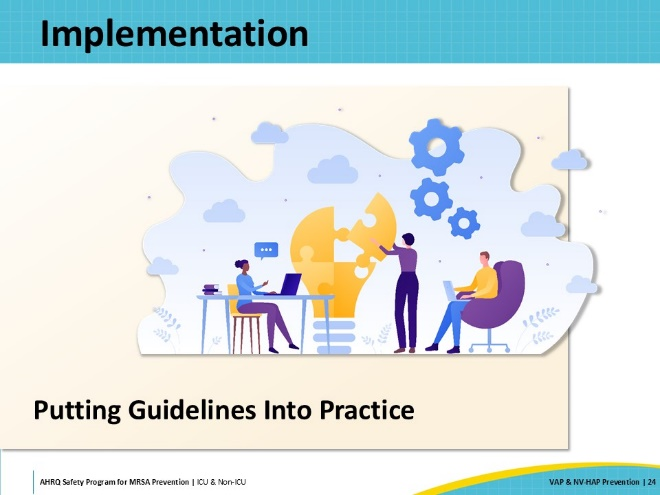 Implementation
Putting Guidelines Into Practice
AHRQ Safety Program for MRSA Prevention | ICU & Non-ICU
VAP & NV-HAP Prevention | 24